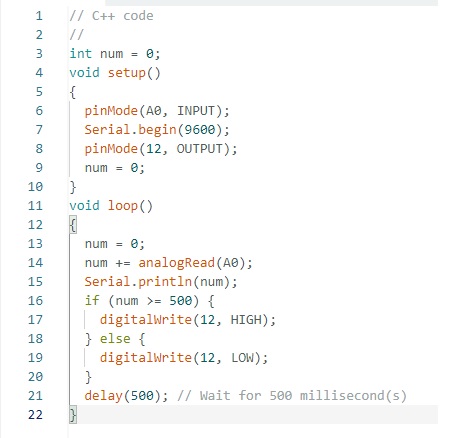 1 // C++ code
2 //
3 int num = 0;
4 void setup()
5 {
6   pinMode(A0, INPUT);
7   Serial.begin(9600);
8   pinMode(12, OUTPUT);
9   num = 0;
10 }
11 void loop()
12 {
13   num = 0;
14   num += analogRead(A0);
15   Serial.println(num);
16   if (num >= 500) {
17     digitalWrite(12, HIGH);
18   } else {
19     digitalWrite(12, LOW);
20   }
21   delay(500); // Wait for 500 millisecond(s)
22 }